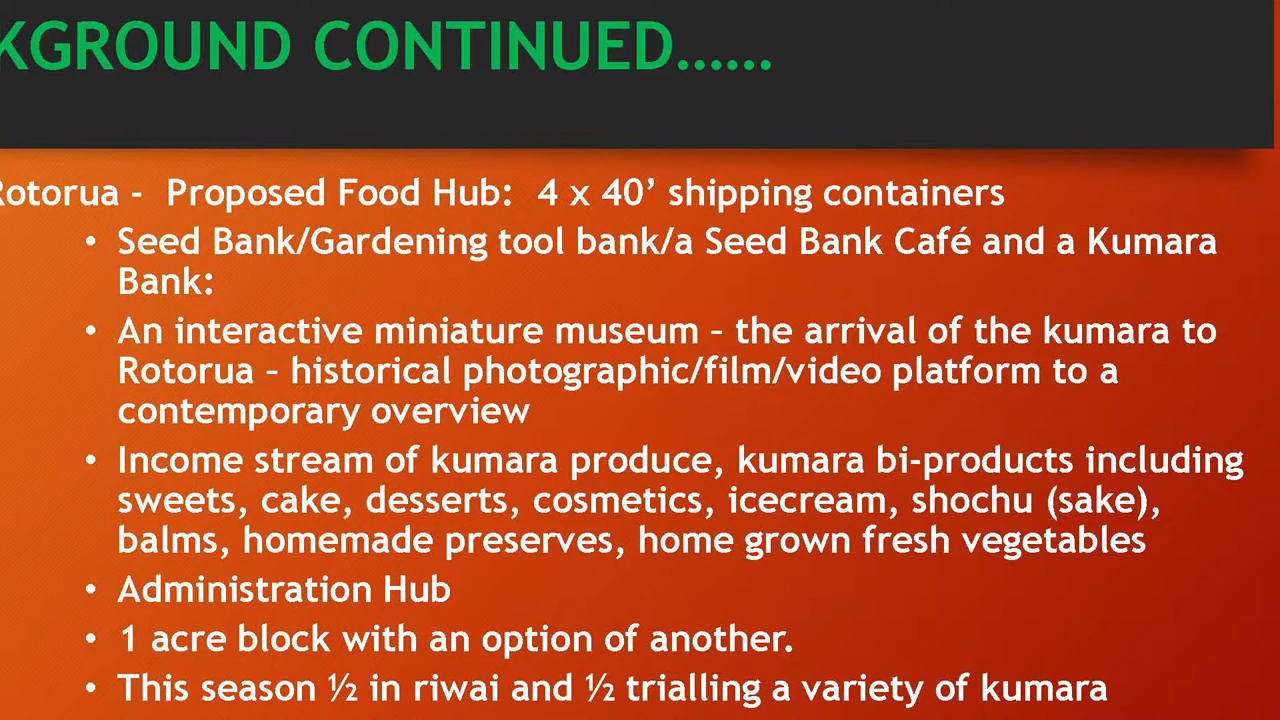 KGROUND CONTINUED......
Rotorua -  Proposed Food Hub:  4 x 40’ shipping containers
• Seed Bank/Gardening tool bank/a Seed Bank Café and a Kumara
Bank:
• An interactive miniature museum – the arrival of the kumara to
Rotorua – historical photographic/film/video platform to a
contemporary overview
• Income stream of kumara produce, kumara bi-products including
sweets, cake, desserts, cosmetics, icecream, shochu (sake),
balms, homemade preserves, home grown fresh vegetables
• Administration Hub
• 1 acre block with an option of another.
• This season ½ in riwai and ½ trialling a variety of kumara